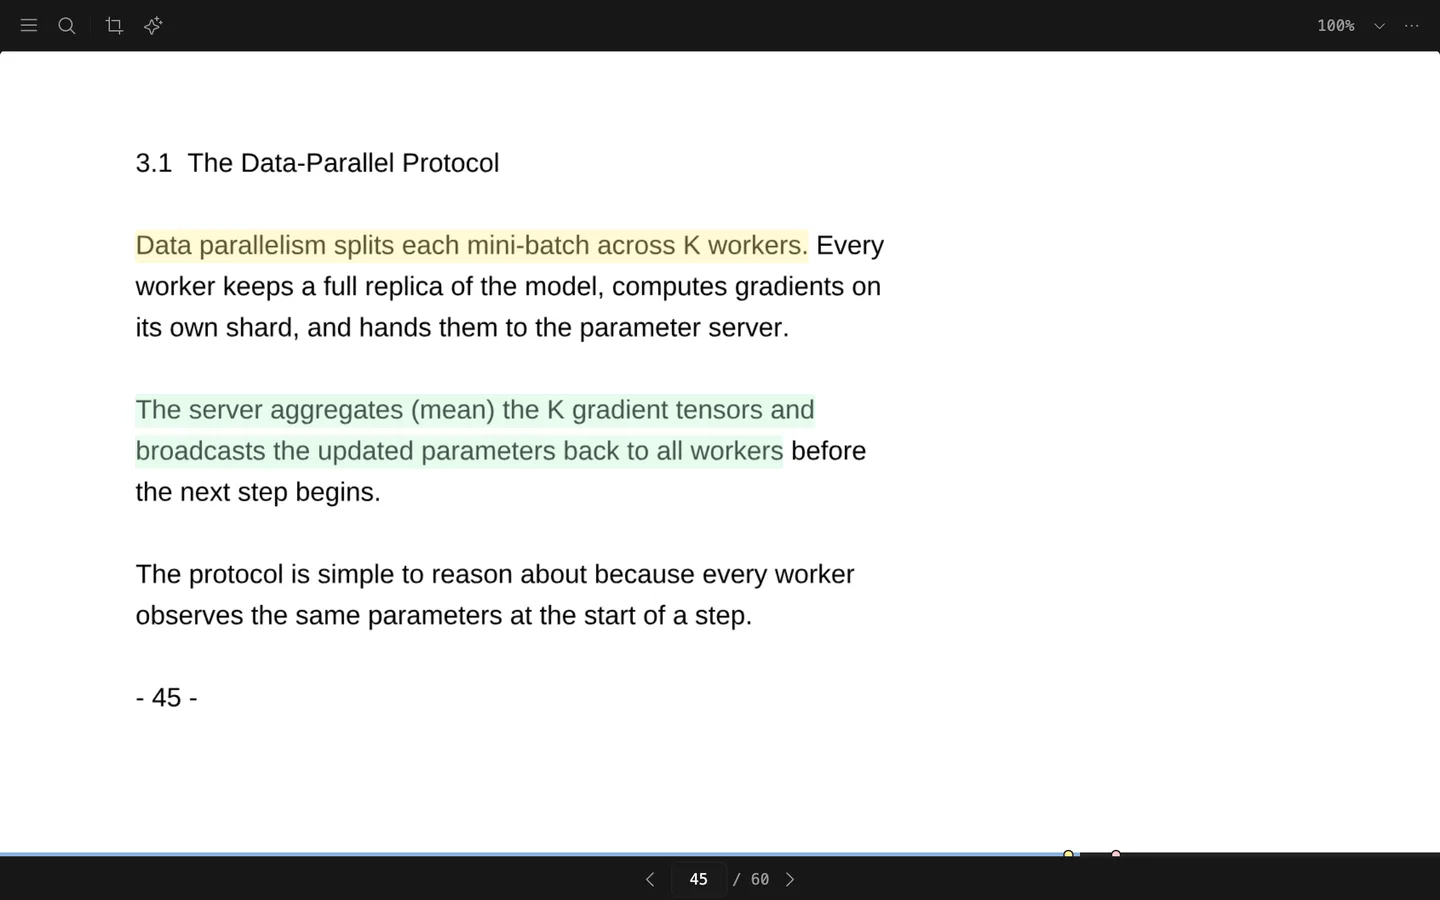 100%
3.1 The Data-Parallel Protocol
Data parallelism splits each mini-batch across K workers. Every
worker keeps a full replica of the model, computes gradients on
its own shard, and hands them to the parameter server.
The server aggregates (mean) the K gradient tensors and
broadcasts the updated parameters back to all workers before
the next step begins.
The protocol is simple to reason about because every worker
observes the same parameters at the start of a step.
- 45 -
45 / 60